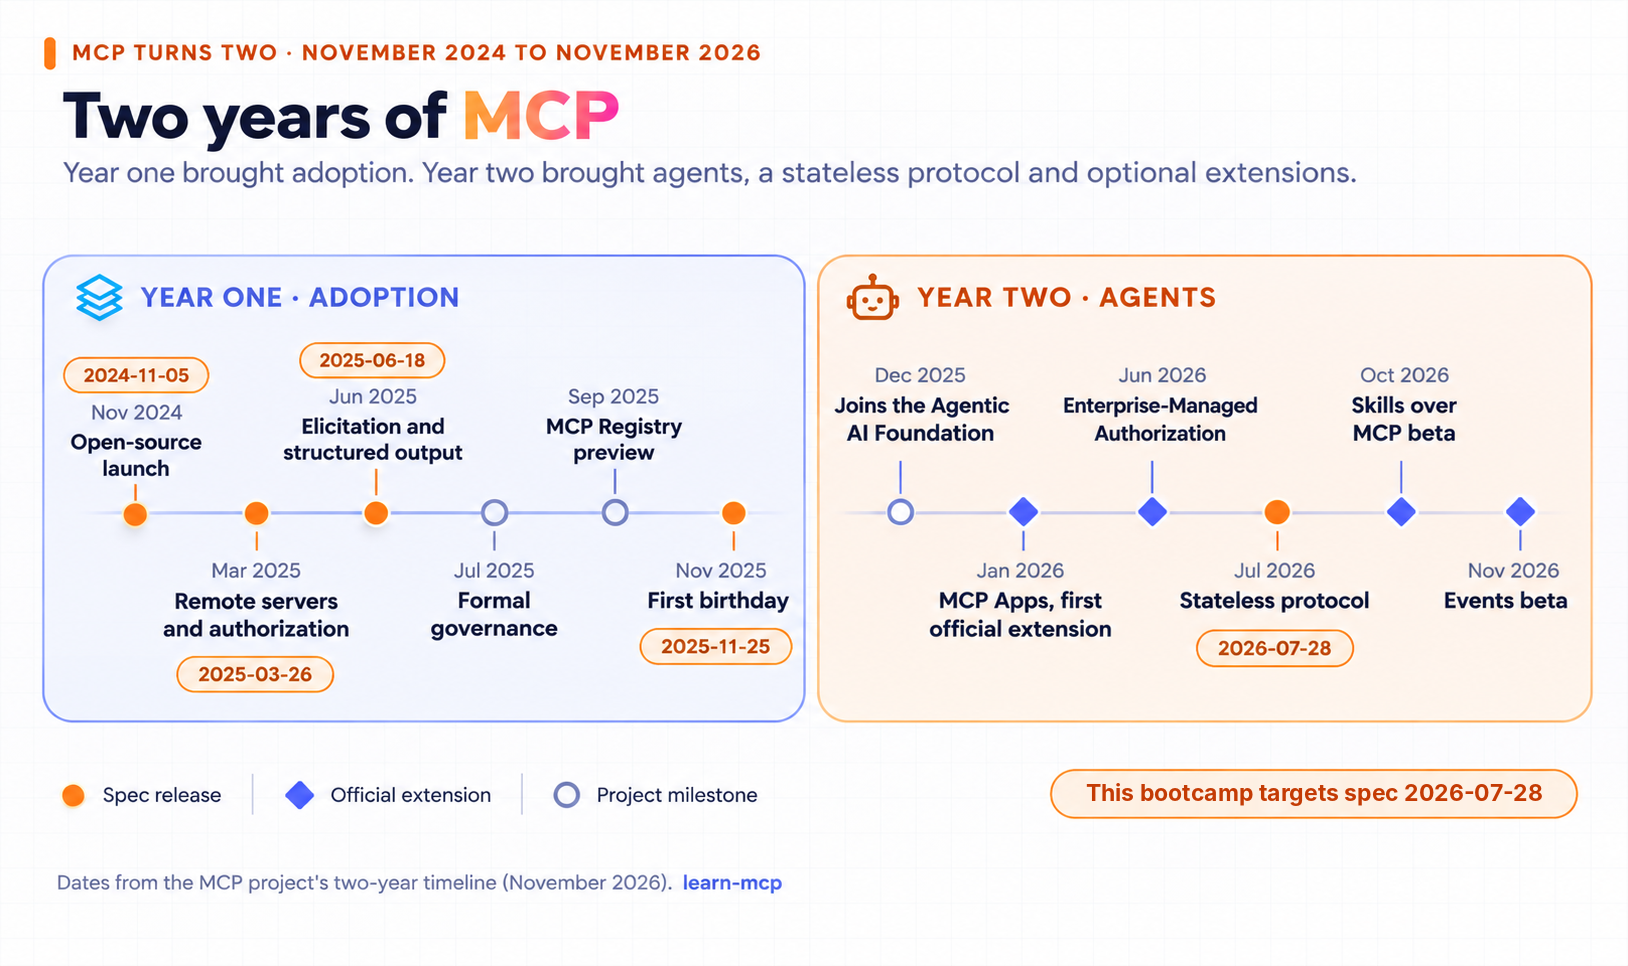 MCP TURNS TWO · NOVEMBER 2024 TO NOVEMBER 2026
Two years of MCP
Year one brought adoption. Year two brought agents, a stateless protocol and optional extensions.
YEAR ONE · ADOPTION
2024-11-05
Nov 2024
Open-source
launch
Mar 2025
Remote servers
and authorization
2025-03-26
2025-06-18
Jun 2025
Elicitation and
structured output
Jul 2025
Formal
governance
Sep 2025
MCP Registry
preview
Nov 2025
First birthday
2025-11-25
YEAR TWO · AGENTS
Dec 2025
Joins the Agentic
AI Foundation
Jan 2026
MCP Apps, first
official extension
Jun 2026
Enterprise-Managed
Authorization
Jul 2026
Stateless protocol
2026-07-28
Oct 2026
Skills over
MCP beta
Nov 2026
Events beta
Spec release
Official extension
Project milestone
This bootcamp targets spec 2026-07-28
Dates from the MCP project's two-year timeline (November 2026). learn-mcp